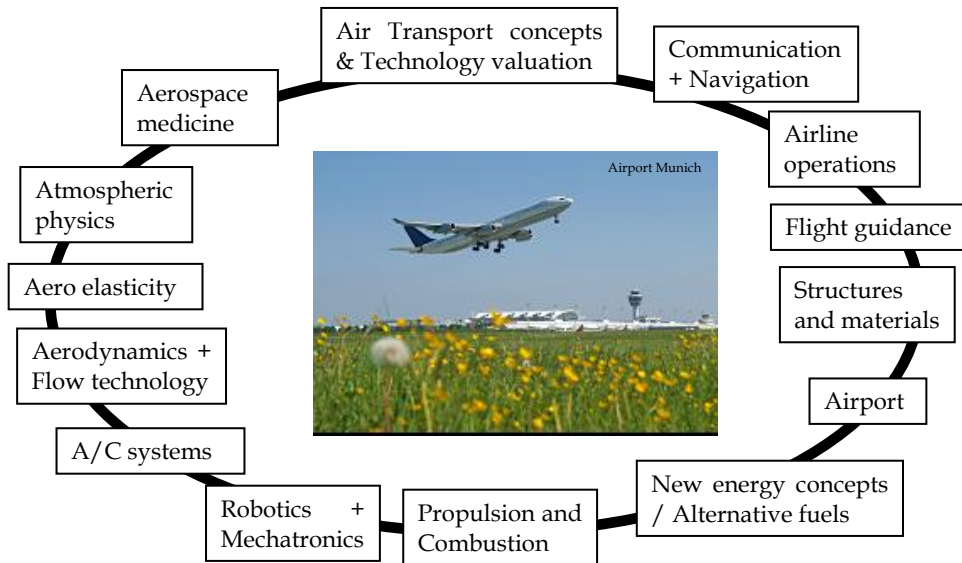 Air Transport concepts
& Technology valuation
Communication
+ Navigation
Aerospace
medicine
Airline
operations
Airport Munich
Atmospheric
physics
Flight guidance
Aero elasticity
Structures
and materials
Aerodynamics +
Flow technology
Airport
A/C systems
New energy concepts
/ Alternative fuels
Robotics +
Mechatronics
Propulsion and
Combustion